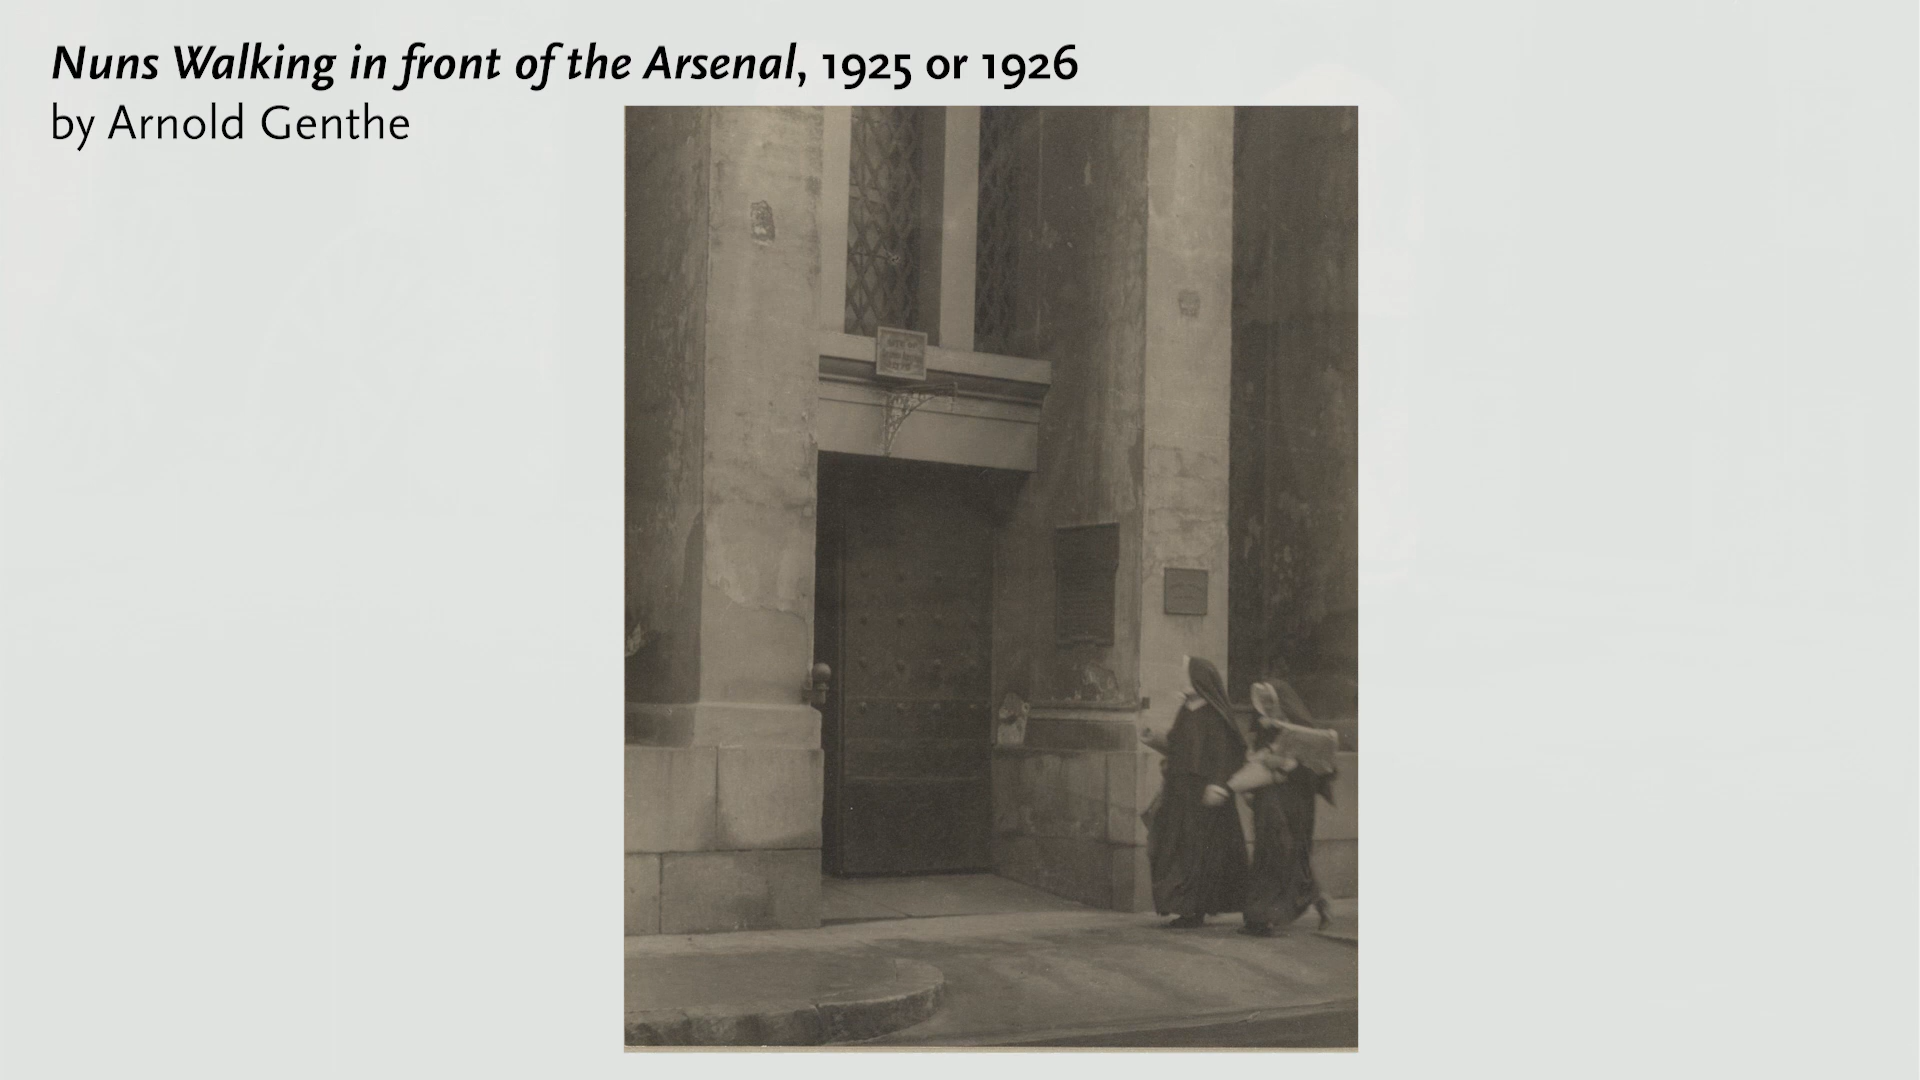 Nuns Walking in front of the Arsenal, 1925 or 1926
by Arnold Genthe